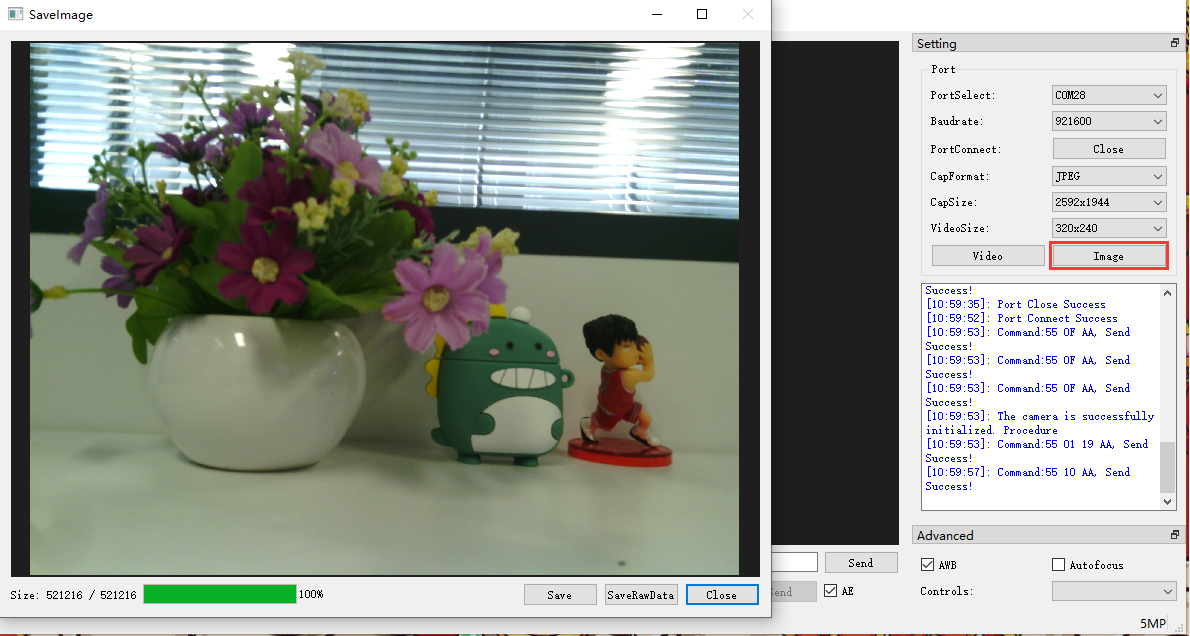 SaveImage
Size: 521216 / 521216
100%
Save
SaveRawData
Close
Send
AE
Setting
Port
PortSelect:
COM28
Baudrate:
921600
PortConnect:
Close
CapFormat:
JPEG
CapSize:
2592x1944
VideoSize:
320x240
Video
Image
Success!
[10:59:35]: Port Close Success
[10:59:52]: Port Connect Success
[10:59:53]: Command:55 0F AA, Send
Success!
[10:59:53]: Command:55 0F AA, Send
Success!
[10:59:53]: Command:55 0F AA, Send
Success!
[10:59:53]: The camera is successfully
initialized. Procedure
[10:59:53]: Command:55 01 19 AA, Send
Success!
[10:59:57]: Command:55 10 AA, Send
Success!
Advanced
AWB
Autofocus
Controls:
5MP